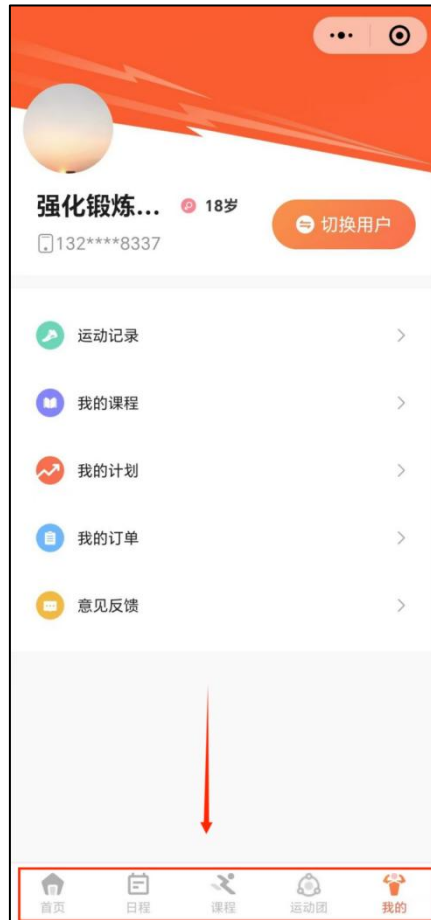 强化锻炼...
18岁
132****8337
切换用户
运动记录
我的课程
我的计划
我的订单
意见反馈
首页
日程
课程
运动团
我的